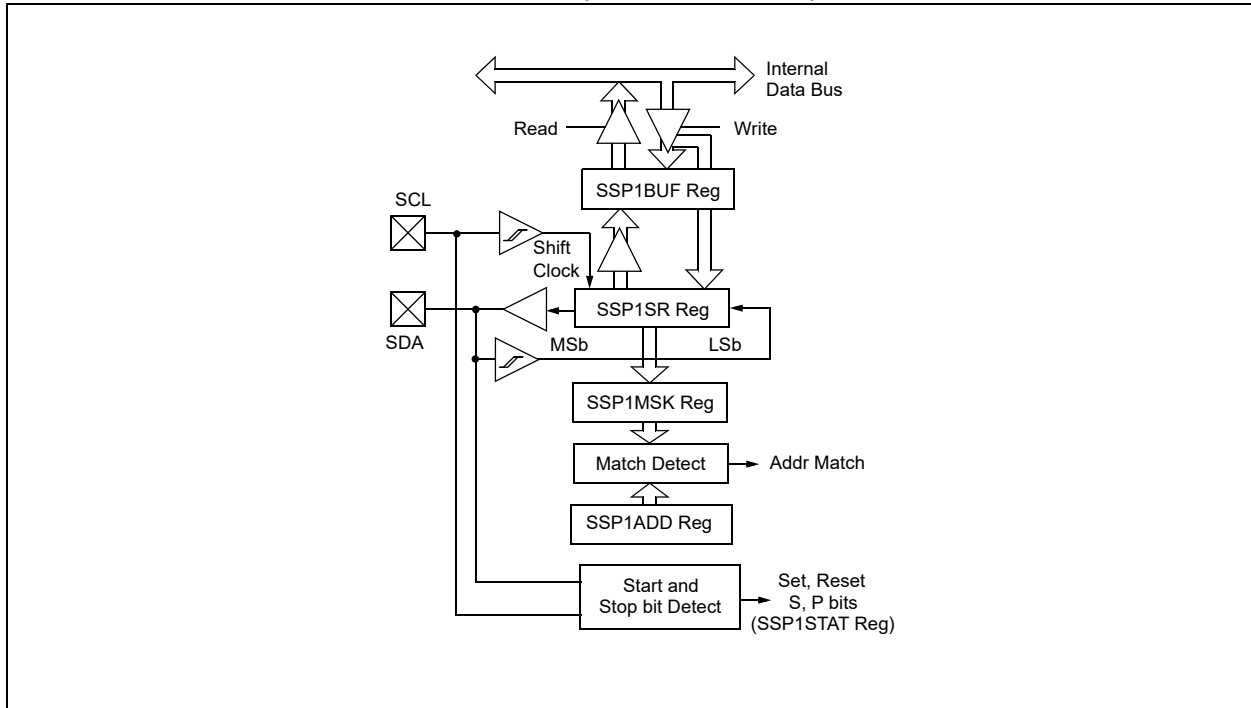 Internal
Data Bus
Read
Write
SSP1BUF Reg
SCL
Shift
Clock
SSP1SR Reg
SDA
MSb
LSb
SSP1MSK Reg
Match Detect
Addr Match
SSP1ADD Reg
Start and
Stop bit Detect
Set, Reset
S, P bits
(SSP1STAT Reg)